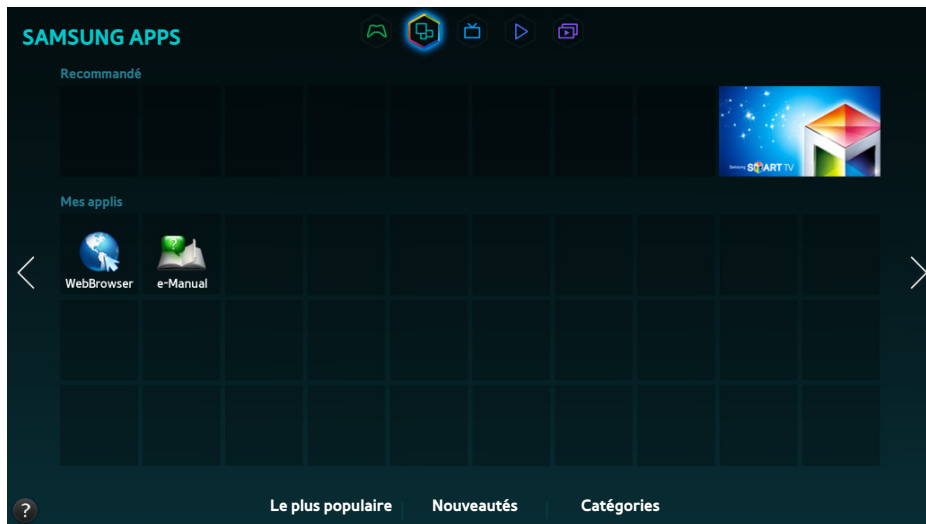 SAMSUNG APPS
Recommandé
Samsung SMART TV
Mes applis
WebBrowser
e-Manual
Le plus populaire
Nouveautés
Catégories
?